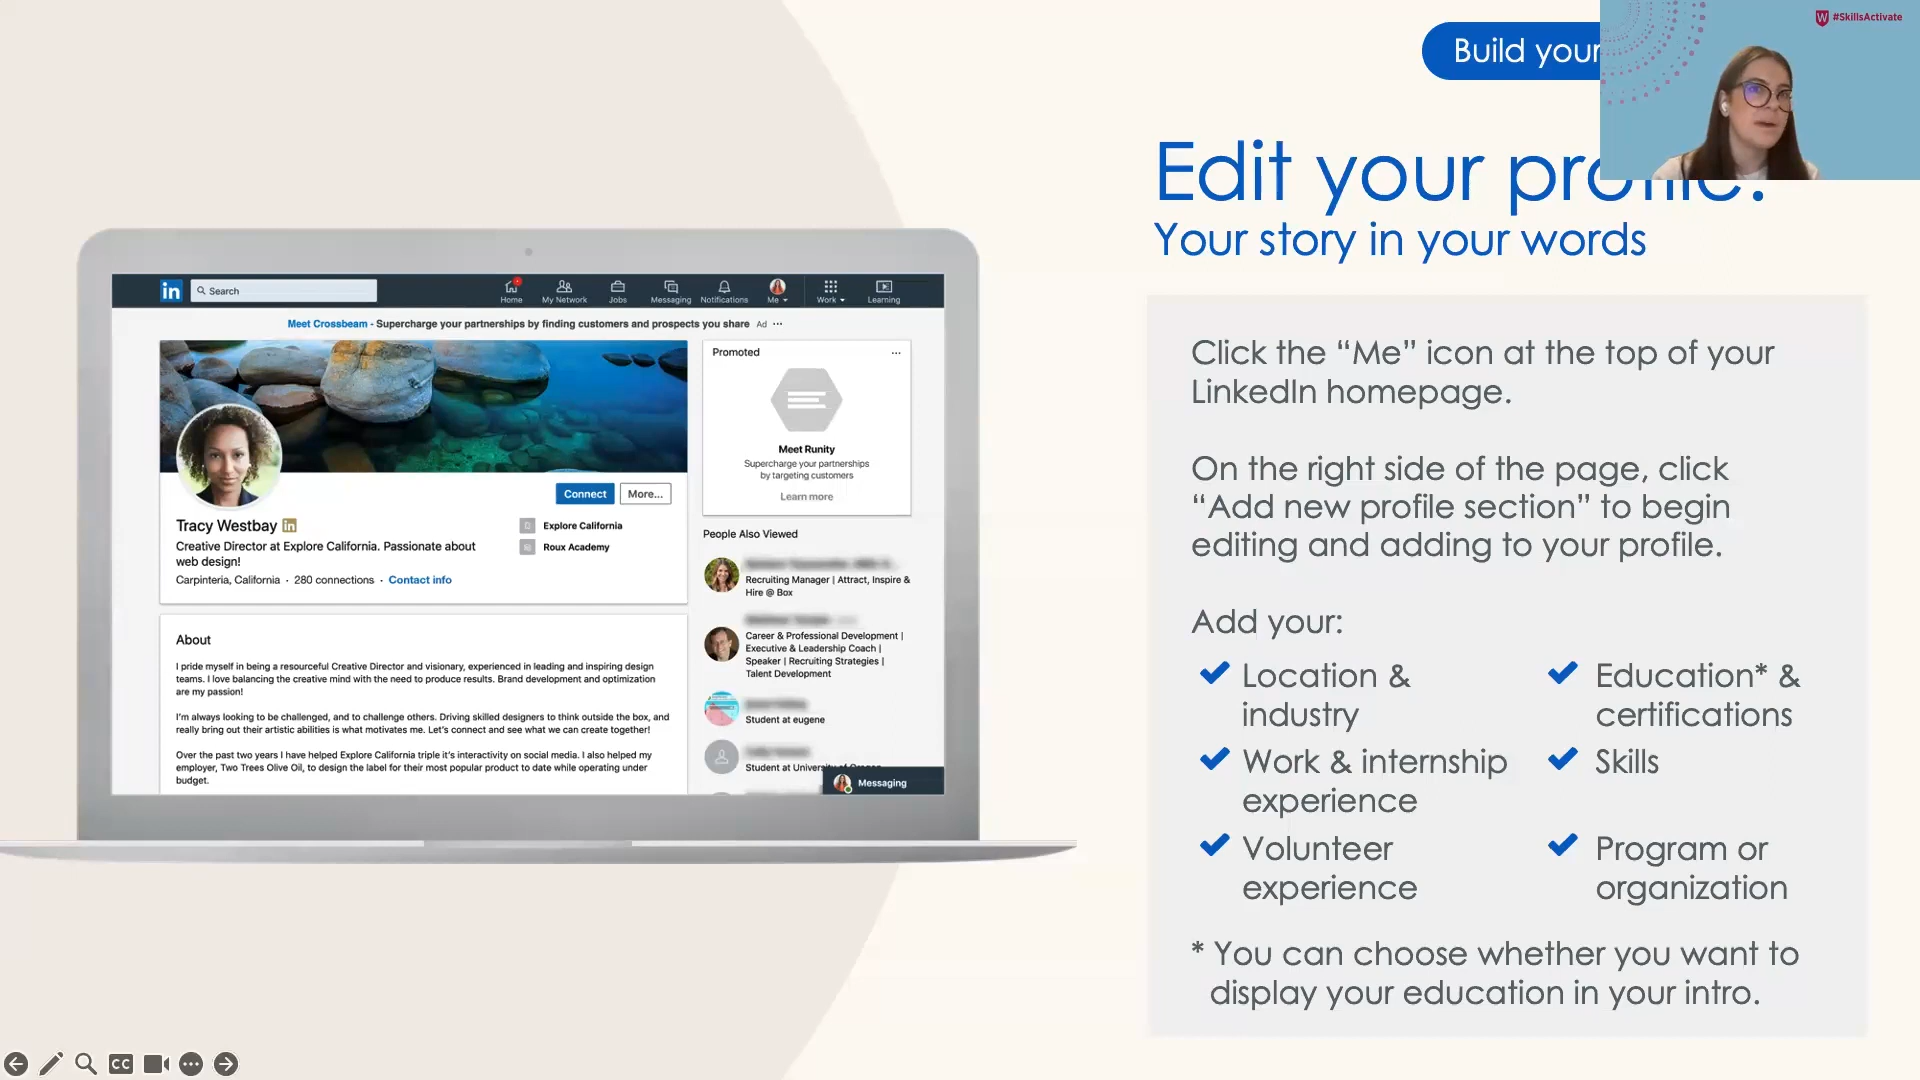 Build your
#SkillsActivate
Edit your profile:
Your story in your words
in
Search
Home
My Network
Jobs
Messaging
Notifications
Me
Work
Learning
Meet Crossbeam - Supercharge your partnerships by finding customers and prospects you share Ad ...
Connect
More...
Tracy Westbay in
Creative Director at Explore California. Passionate about
web design!
Carpinteria, California · 280 connections · Contact info
Explore California
Roux Academy
About
I pride myself in being a resourceful Creative Director and visionary, experienced in leading and inspiring design
teams. I love balancing the creative mind with the need to produce results. Brand development and optimization
are my passion!
I'm always looking to be challenged, and to challenge others. Driving skilled designers to think outside the box, and
really bring out their artistic abilities is what motivates me. Let's connect and see what we can create together!
Over the past two years I have helped Explore California triple it's interactivity on social media. I also helped my
employer, Two Trees Olive Oil, to design the label for their most popular product to date while operating under
budget.
Promoted ...
Meet Runity
Supercharge your partnerships
by targeting customers
Learn more
People Also Viewed
Recruiting Manager | Attract, Inspire &
Hire @ Box
Career & Professional Development |
Executive & Leadership Coach |
Speaker | Recruiting Strategies |
Talent Development
Student at eugene
Student at University of Oregon
Messaging
Click the “Me” icon at the top of your
LinkedIn homepage.
On the right side of the page, click
“Add new profile section” to begin
editing and adding to your profile.
Add your:
Location &
industry
Work & internship
experience
Volunteer
experience
Education* &
certifications
Skills
Program or
organization
* You can choose whether you want to
display your education in your intro.
CC